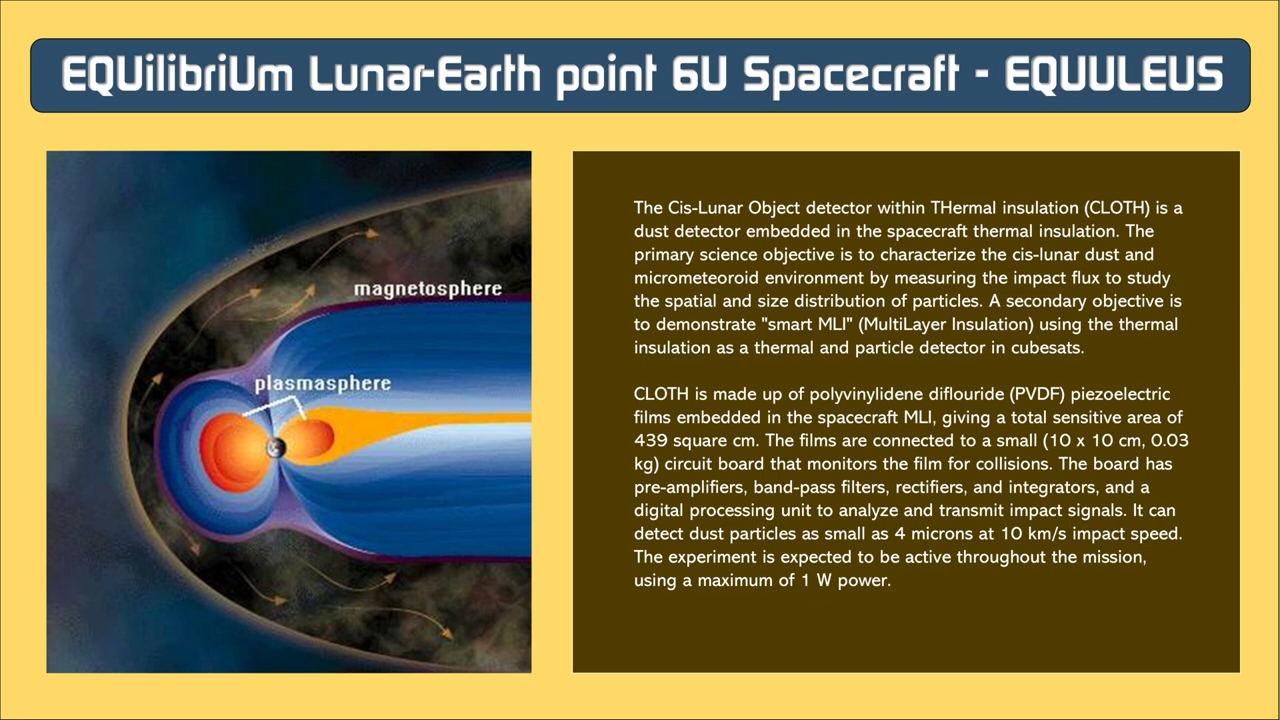 EQUilibriUm Lunar-Earth point 6U Spacecraft - EQUULEUS
magnetosphere
plasmasphere
The Cis-Lunar Object detector within THermal insulation (CLOTH) is a
dust detector embedded in the spacecraft thermal insulation. The
primary science objective is to characterize the cis-lunar dust and
micrometeoroid environment by measuring the impact flux to study
the spatial and size distribution of particles. A secondary objective is
to demonstrate "smart MLI" (MultiLayer Insulation) using the thermal
insulation as a thermal and particle detector in cubesats.
CLOTH is made up of polyvinylidene diflouride (PVDF) piezoelectric
films embedded in the spacecraft MLI, giving a total sensitive area of
439 square cm. The films are connected to a small (10 x 10 cm, 0.03
kg) circuit board that monitors the film for collisions. The board has
pre-amplifiers, band-pass filters, rectifiers, and integrators, and a
digital processing unit to analyze and transmit impact signals. It can
detect dust particles as small as 4 microns at 10 km/s impact speed.
The experiment is expected to be active throughout the mission,
using a maximum of 1 W power.